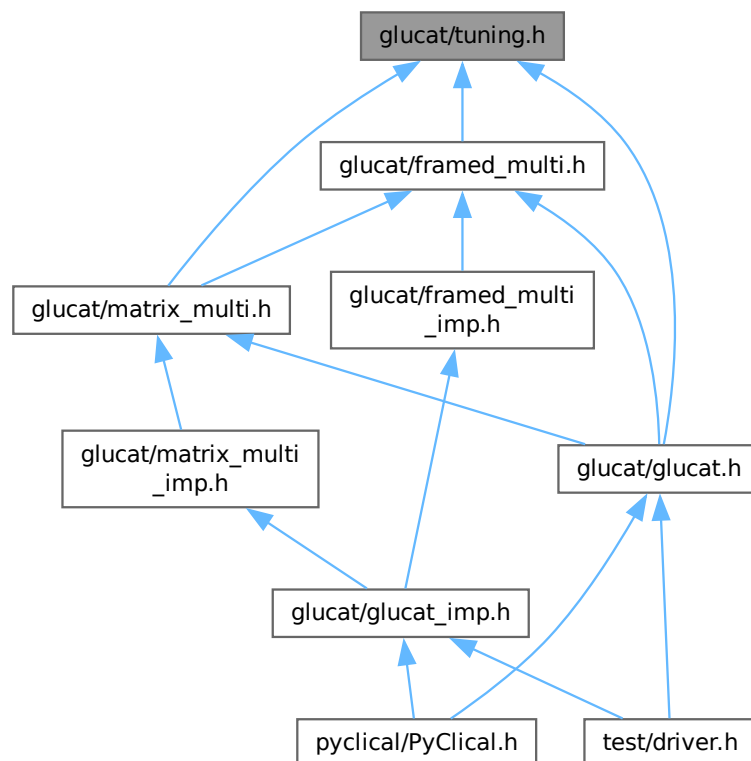 glucat/tuning.h
glucat/framed_multi.h
glucat/matrix_multi.h
glucat/framed_multi
_imp.h
glucat/matrix_multi
_imp.h
glucat/glucat.h
glucat/glucat_imp.h
pyclical/PyClical.h
test/driver.h